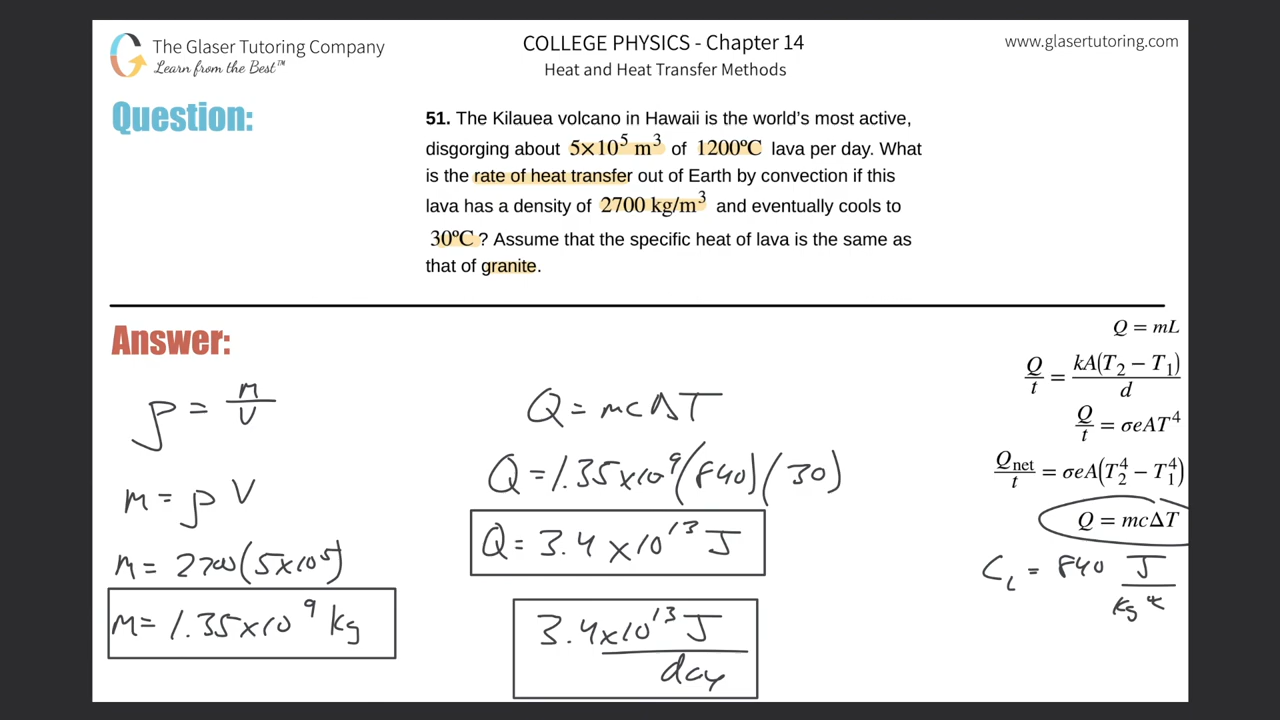 The Glaser Tutoring Company
Learn from the Best™
COLLEGE PHYSICS - Chapter 14
Heat and Heat Transfer Methods
www.glasertutoring.com
Question:
51. The Kilauea volcano in Hawaii is the world's most active,
disgorging about 5×10⁵ m³ of 1200ºC lava per day. What
is the rate of heat transfer out of Earth by convection if this
lava has a density of 2700 kg/m³ and eventually cools to
30ºC? Assume that the specific heat of lava is the same as
that of granite.
Answer:
ρ = m/V
m = ρV
m = 2700(5×10⁵)
m = 1.35×10⁹ kg
Q = mcΔT
Q = 1.35×10⁹(840)(30)
Q = 3.4×10¹³ J
3.4×10¹³ J/day
Q = mL
Q/t = kA(T₂ − T₁)/d
Q/t = σeAT⁴
Qnet/t = σeA(T₂⁴ − T₁⁴)
Q = mcΔT
C_L = 840 J/kg